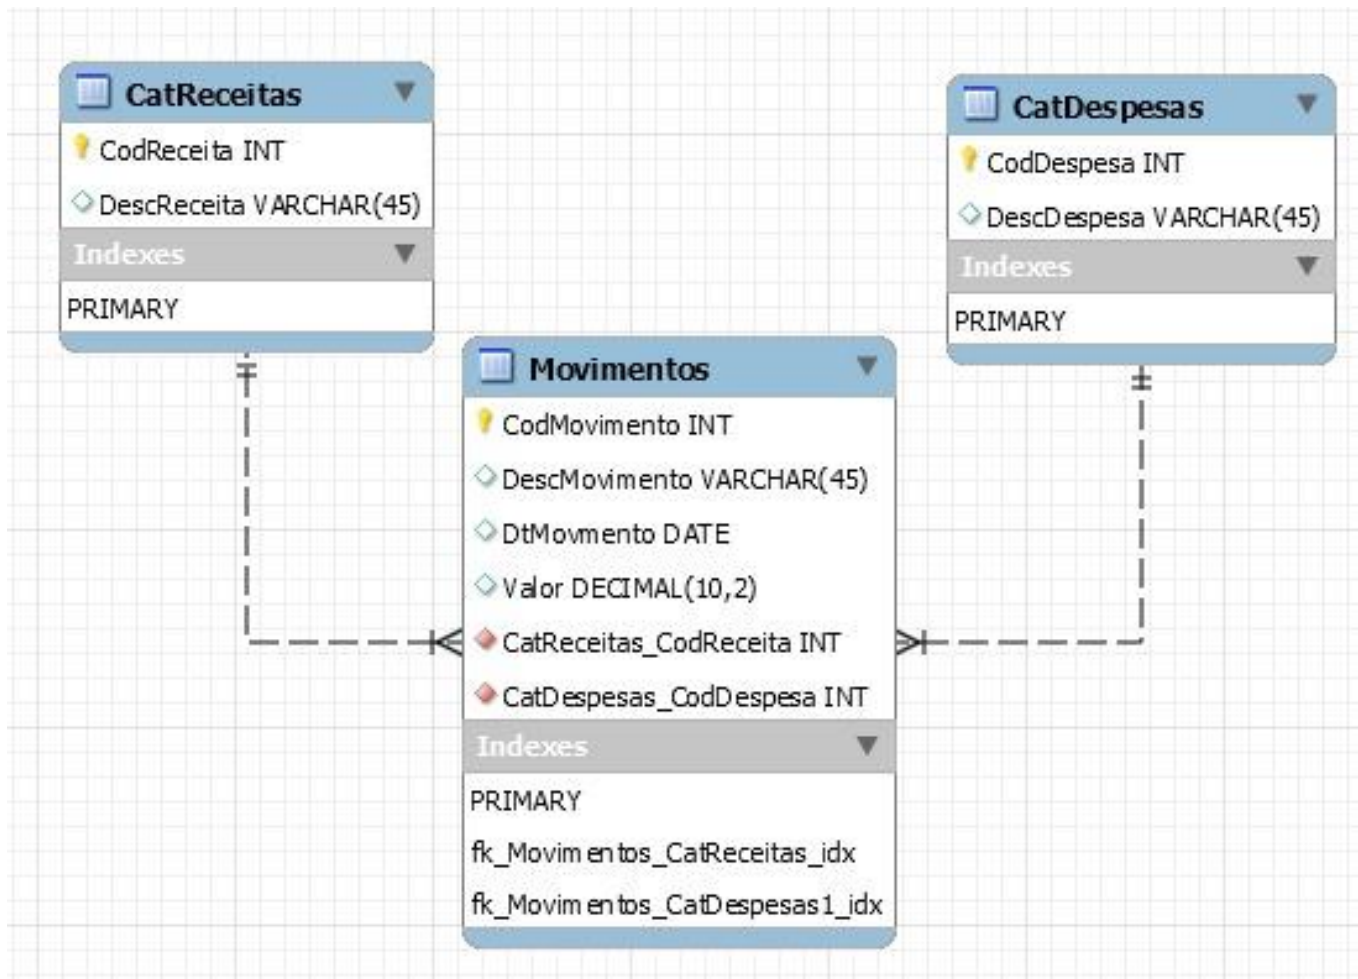 CatReceitas
CodReceita INT
DescReceita VARCHAR(45)
Indexes
PRIMARY
CatDespesas
CodDespesa INT
DescDespesa VARCHAR(45)
Indexes
PRIMARY
Movimentos
CodMovimento INT
DescMovimento VARCHAR(45)
DtMovmento DATE
Valor DECIMAL(10,2)
CatReceitas_CodReceita INT
CatDespesas_CodDespesa INT
Indexes
PRIMARY
fk_Movimentos_CatReceitas_idx
fk_Movimentos_CatDespesas1_idx